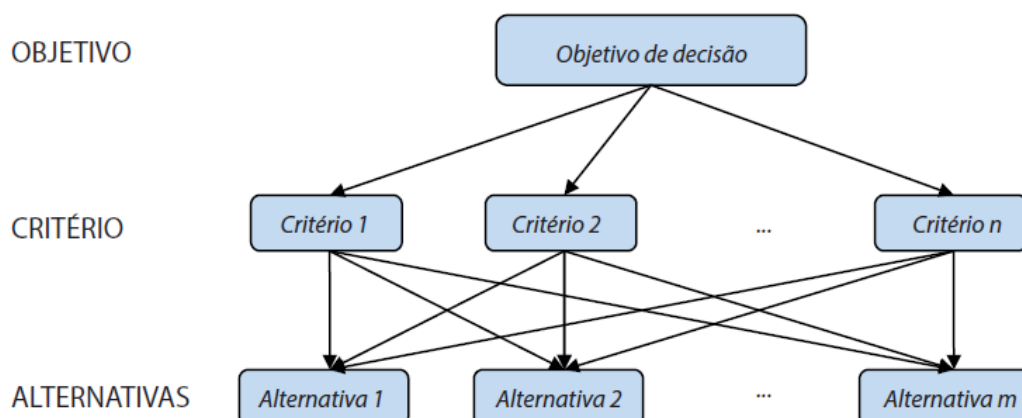 OBJETIVO
Objetivo de decisão
CRITÉRIO
Critério 1
Critério 2
...
Critério n
ALTERNATIVAS
Alternativa 1
Alternativa 2
...
Alternativa m